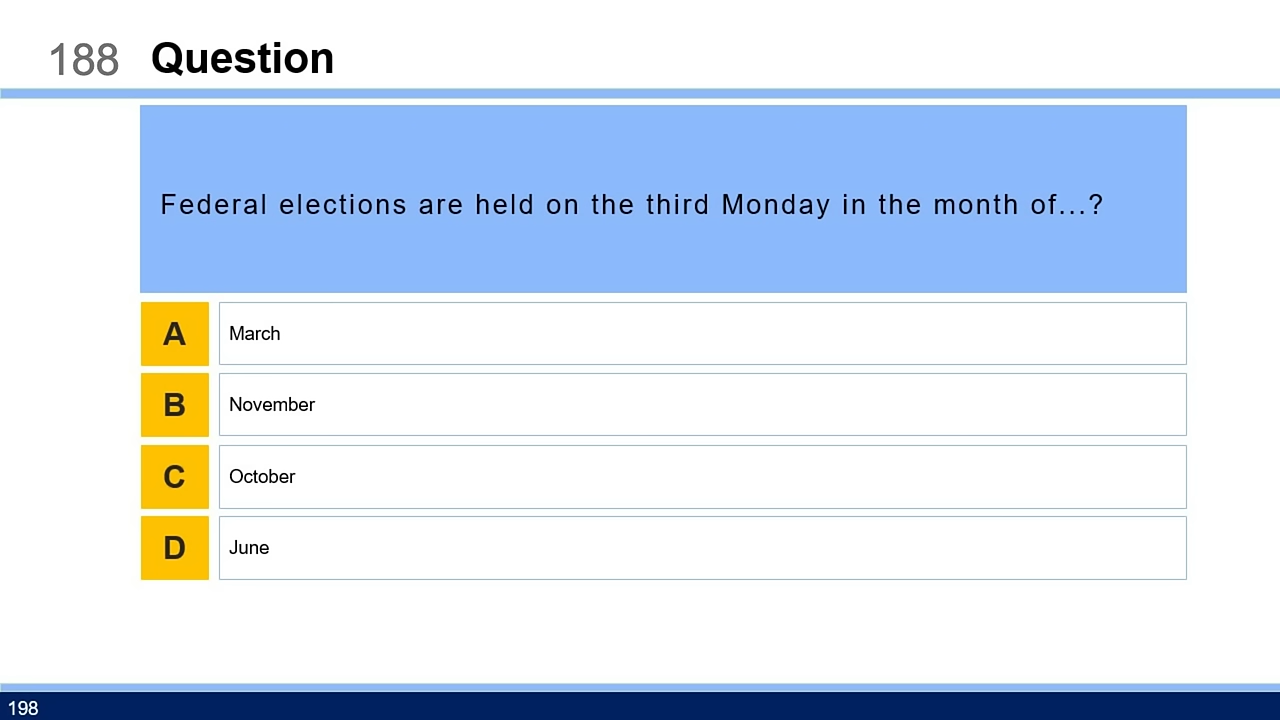 188 Question
Federal elections are held on the third Monday in the month of...?
A March
B November
C October
D June
198